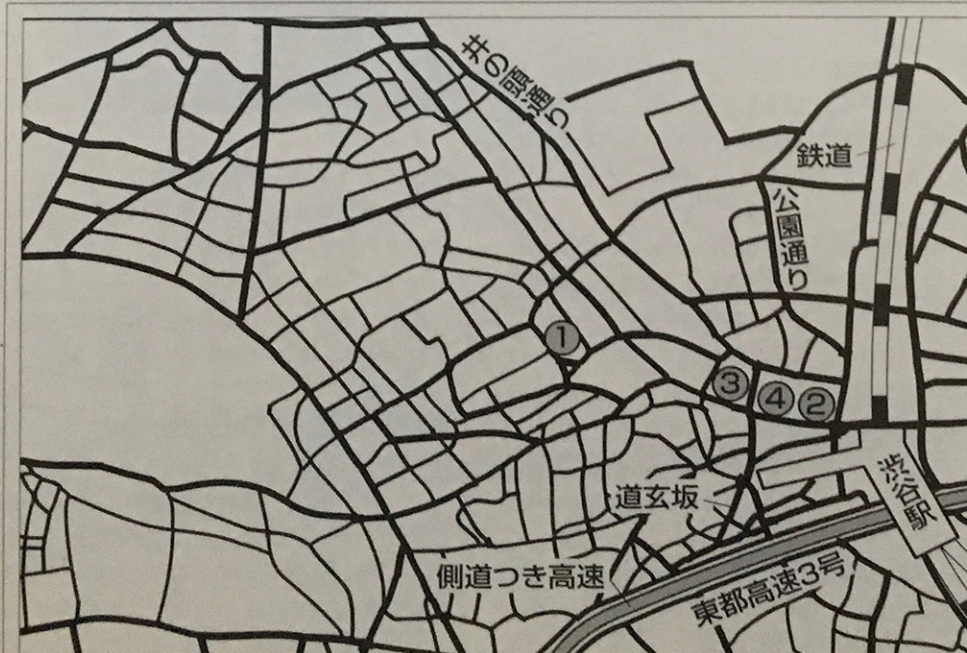 井の頭通り
鉄道
公園通り
①
③
④
②
道玄坂
渋谷駅
側道つき高速
東都高速3号